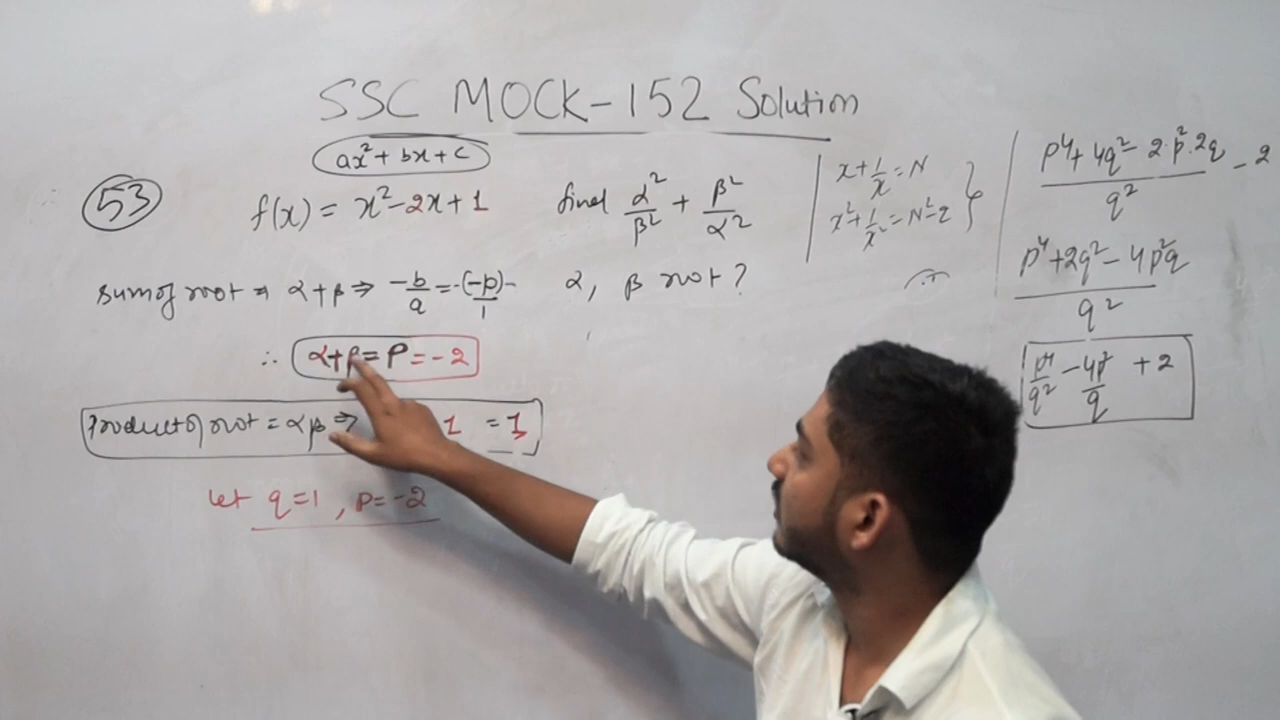 SSC MOCK-152 Solution
ax²+bx+c
53
f(x) = x²-2x+1 find α²/β² + β²/α²
α, β root?
sum of root ⇒ α+β ⇒ -b/a = -(-p)/1
∴ α+β = P = -2
Product of root = αβ ⇒ 1 = 1
let q=1, p=-2
x+1/x = N
x²+1/x² = N²-2
(p⁴+4q²-2·p²·2q)/q² - 2
(p⁴+2q²-4p²q)/q²
p⁴/q² - 4p²/q + 2